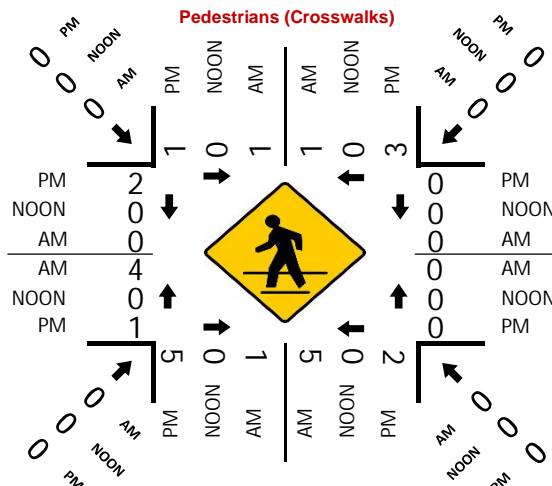 Pedestrians (Crosswalks)
0 PM
0 NOON
0 AM
PM NOON AM AM NOON PM
1 0 1 1 0 3
PM 0
NOON 0
AM 0
PM 2 0 PM
NOON 0 0 NOON
AM 0 0 AM
AM 4 0 AM
NOON 0 0 NOON
PM 1 0 PM
5 0 1 5 0 2
PM NOON AM AM NOON PM
0 AM
0 NOON
0 PM
AM 0
NOON 0
PM 0